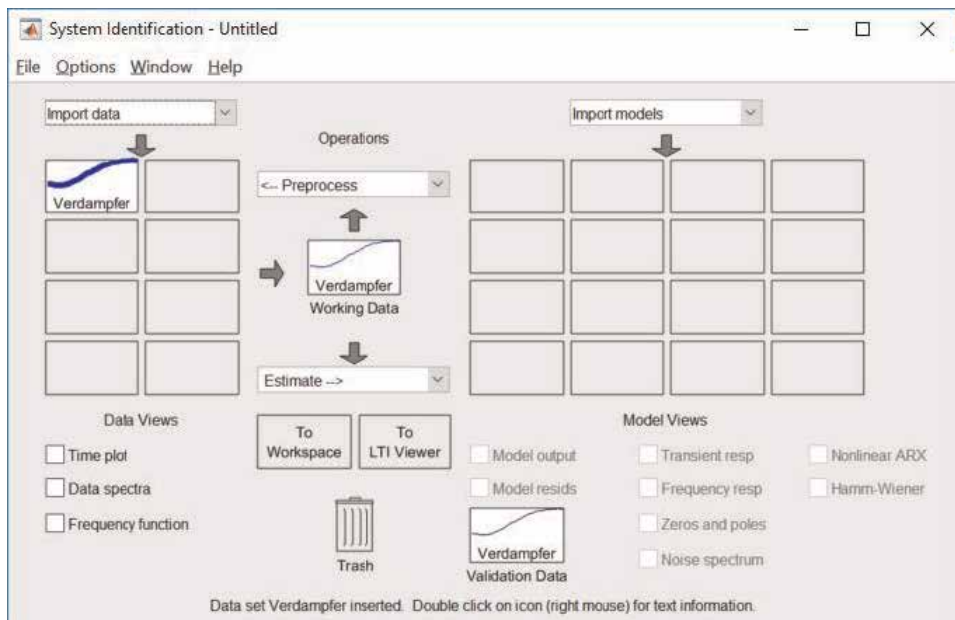 System Identification - Untitled
File Options Window Help
Import data
Import models
Operations
<-- Preprocess
Verdampfer
Verdampfer
Working Data
Estimate -->
Data Views
To Workspace
To LTI Viewer
Model Views
Time plot
Data spectra
Frequency function
Model output
Model resids
Transient resp
Frequency resp
Zeros and poles
Noise spectrum
Nonlinear ARX
Hamm-Wiener
Trash
Verdampfer
Validation Data
Data set Verdampfer inserted. Double click on icon (right mouse) for text information.